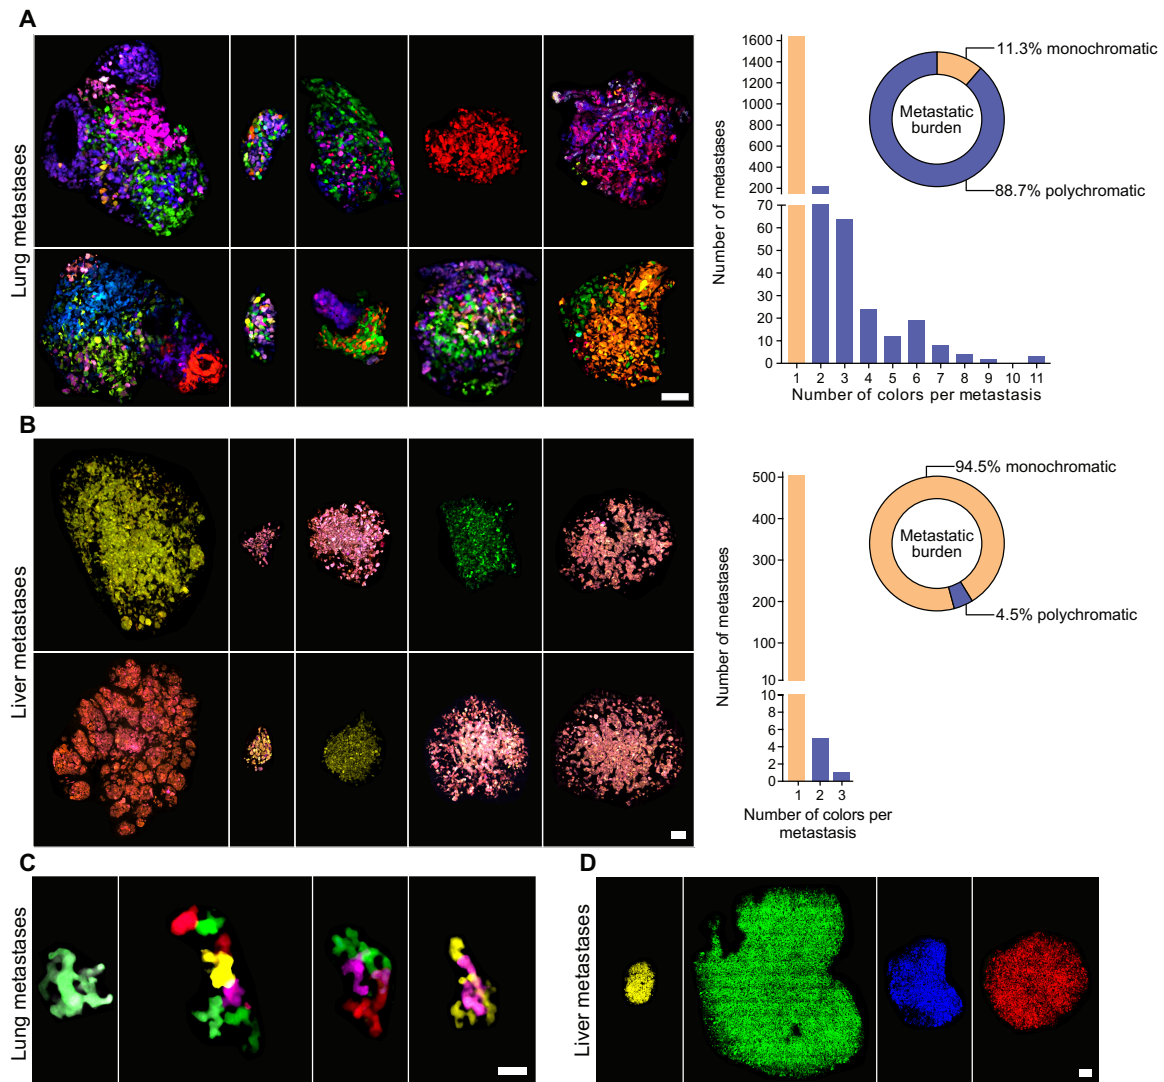 A
Lung metastases
Number of metastases
1600
1400
1200
1000
800
600
400
200
70
60
50
40
30
20
10
0
1 2 3 4 5 6 7 8 9 10 11
Number of colors per metastasis
11.3% monochromatic
Metastatic
burden
88.7% polychromatic
B
Liver metastases
Number of metastases
500
400
300
200
100
10
10
8
6
4
2
0
1 2 3
Number of colors per
metastasis
94.5% monochromatic
Metastatic
burden
4.5% polychromatic
C
Lung metastases
D
Liver metastases